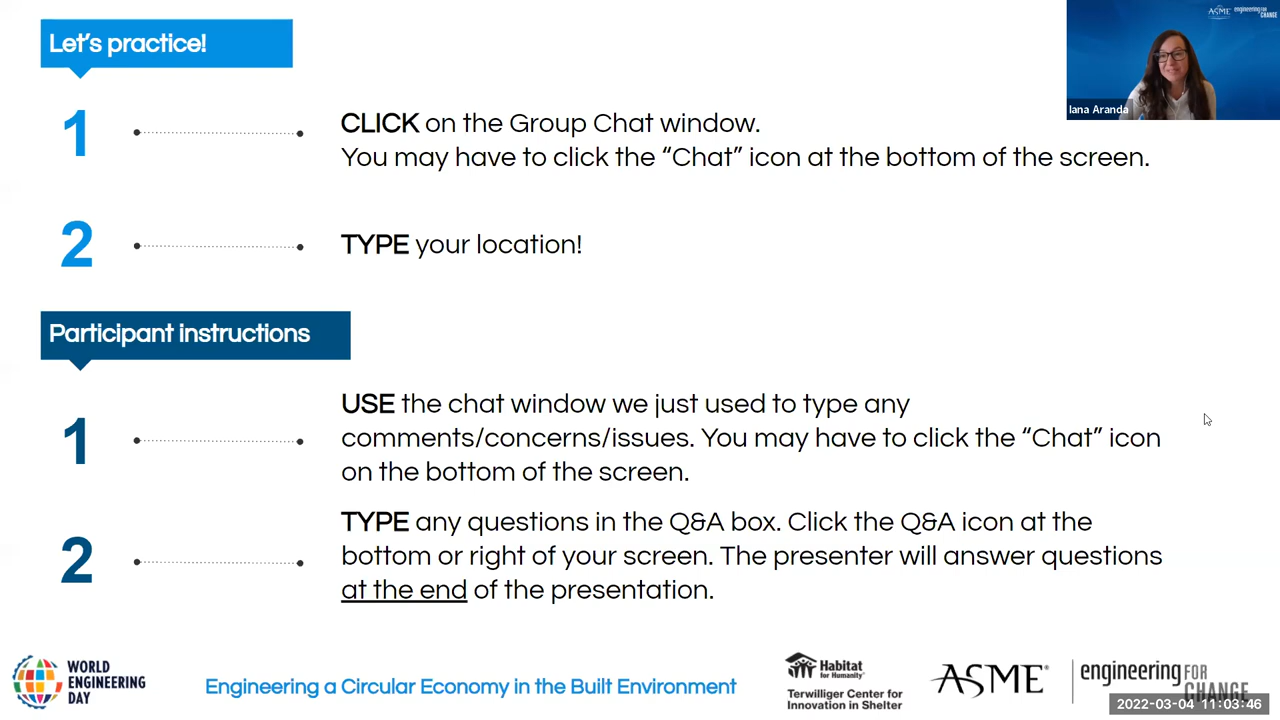 Let's practice!
1
CLICK on the Group Chat window.
You may have to click the “Chat” icon at the bottom of the screen.
2
TYPE your location!
Participant instructions
1
USE the chat window we just used to type any
comments/concerns/issues. You may have to click the “Chat” icon
on the bottom of the screen.
2
TYPE any questions in the Q&A box. Click the Q&A icon at the
bottom or right of your screen. The presenter will answer questions
at the end of the presentation.
ASME
engineering FOR
CHANGE
Iana Aranda
WORLD
ENGINEERING
DAY
Engineering a Circular Economy in the Built Environment
Habitat
for Humanity®
Terwilliger Center for
Innovation in Shelter
ASME®
engineering FOR
CHANGE
2022-03-04 11:03:46